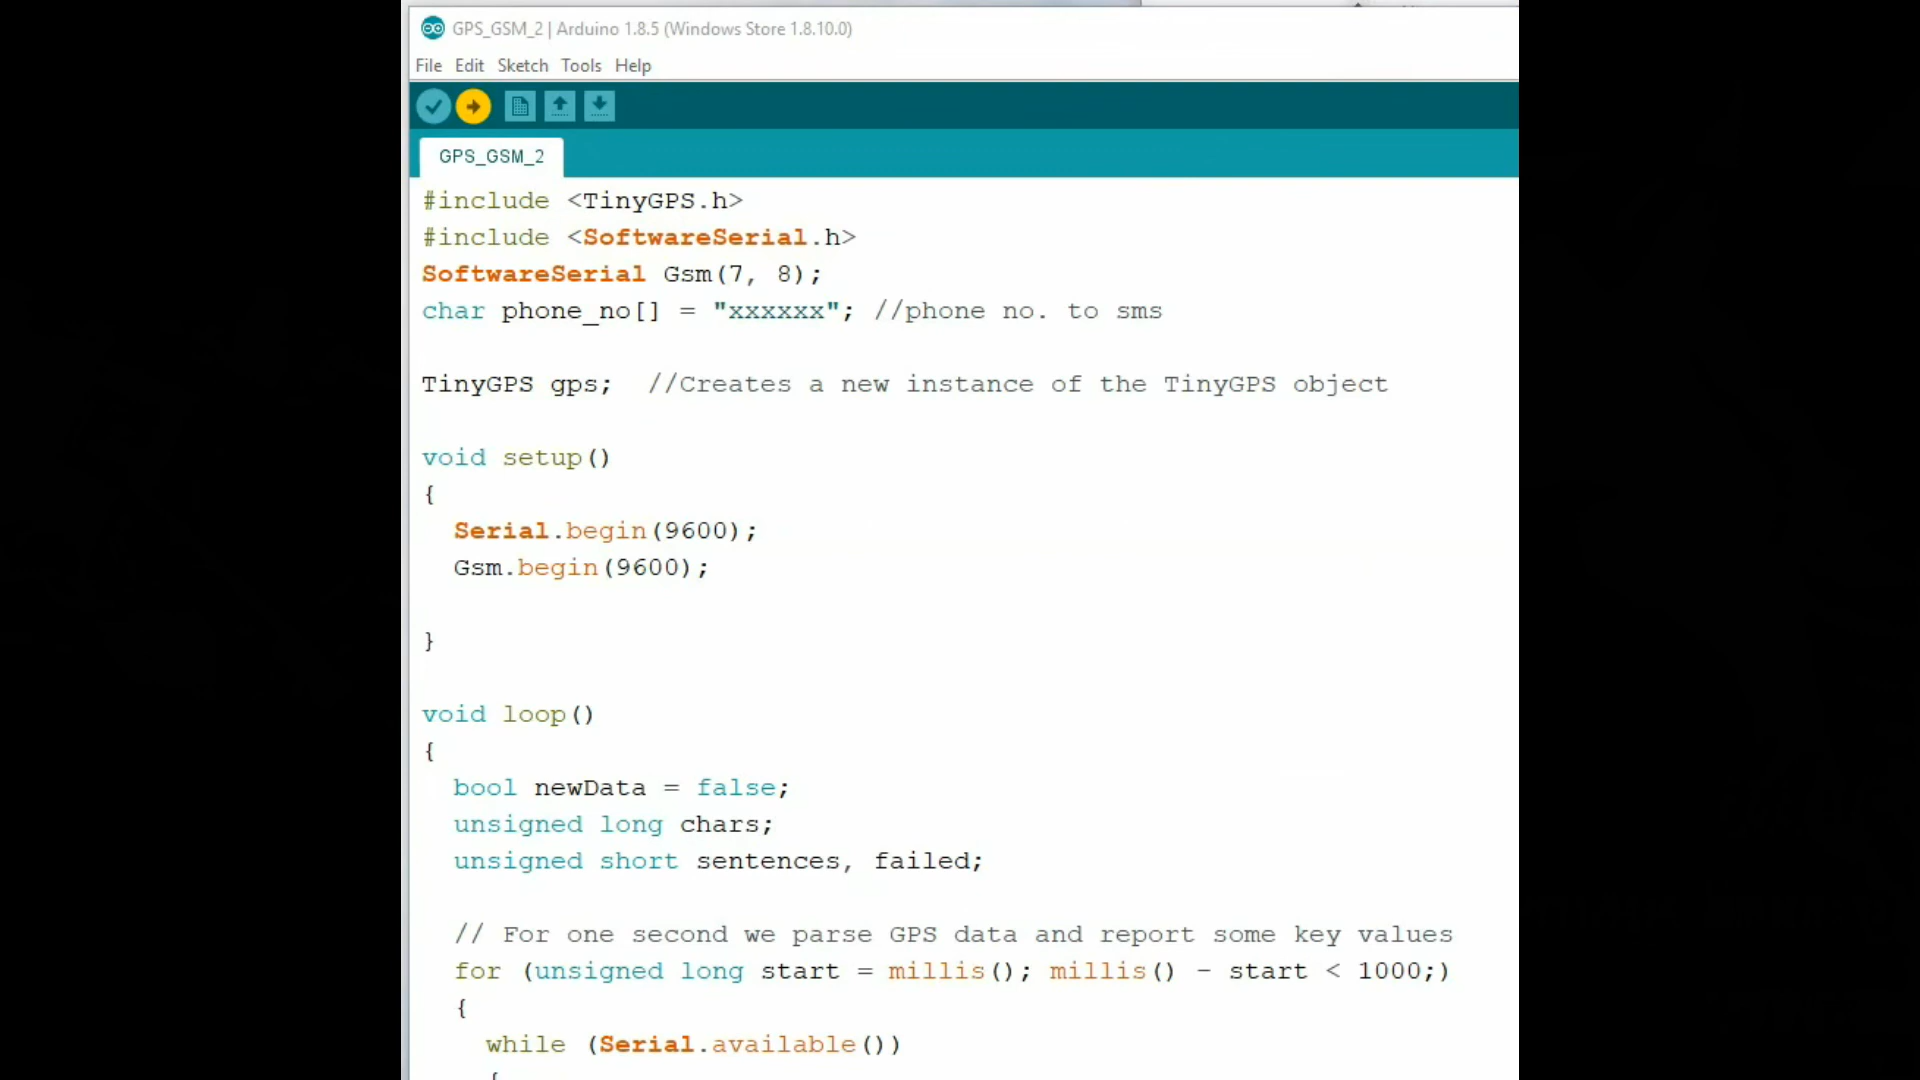 GPS_GSM_2 | Arduino 1.8.5 (Windows Store 1.8.10.0)
File Edit Sketch Tools Help
GPS_GSM_2
#include <TinyGPS.h>
#include <SoftwareSerial.h>
SoftwareSerial Gsm(7, 8);
char phone_no[] = "xxxxxx"; //phone no. to sms
TinyGPS gps;  //Creates a new instance of the TinyGPS object
void setup()
{
  Serial.begin(9600);
  Gsm.begin(9600);
}
void loop()
{
  bool newData = false;
  unsigned long chars;
  unsigned short sentences, failed;
  // For one second we parse GPS data and report some key values
  for (unsigned long start = millis(); millis() - start < 1000;)
  {
    while (Serial.available())
    {